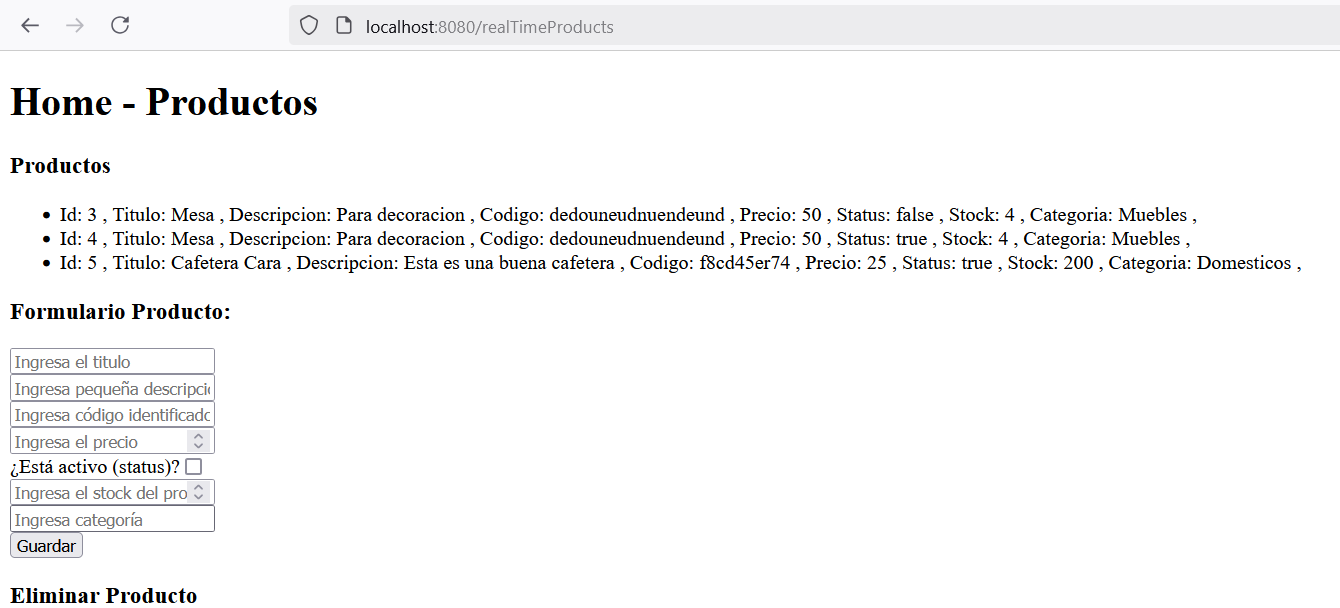 localhost:8080/realTimeProducts
Home - Productos
Productos
Id: 3 , Titulo: Mesa , Descripcion: Para decoracion , Codigo: dedouneudnuendeund , Precio: 50 , Status: false , Stock: 4 , Categoria: Muebles ,
Id: 4 , Titulo: Mesa , Descripcion: Para decoracion , Codigo: dedouneudnuendeund , Precio: 50 , Status: true , Stock: 4 , Categoria: Muebles ,
Id: 5 , Titulo: Cafetera Cara , Descripcion: Esta es una buena cafetera , Codigo: f8cd45er74 , Precio: 25 , Status: true , Stock: 200 , Categoria: Domesticos ,
Formulario Producto:
Ingresa el titulo
Ingresa pequeña descripci
Ingresa código identificado
Ingresa el precio
¿Está activo (status)?
Ingresa el stock del pro
Ingresa categoría
Guardar
Eliminar Producto